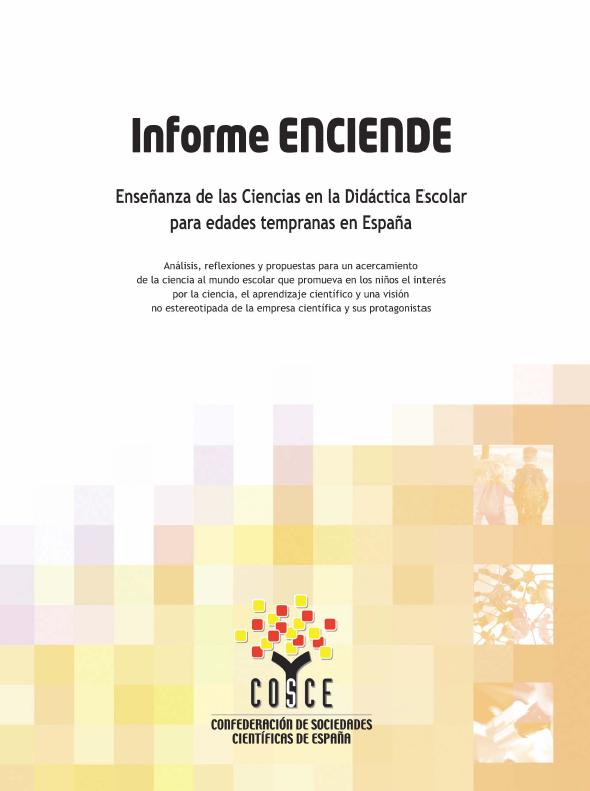 Informe ENCIENDE
Enseñanza de las Ciencias en la Didáctica Escolar
para edades tempranas en España
Análisis, reflexiones y propuestas para un acercamiento
de la ciencia al mundo escolar que promueva en los niños el interés
por la ciencia, el aprendizaje científico y una visión
no estereotipada de la empresa científica y sus protagonistas
COSCE
CONFEDERACIÓN DE SOCIEDADES
CIENTÍFICAS DE ESPAÑA